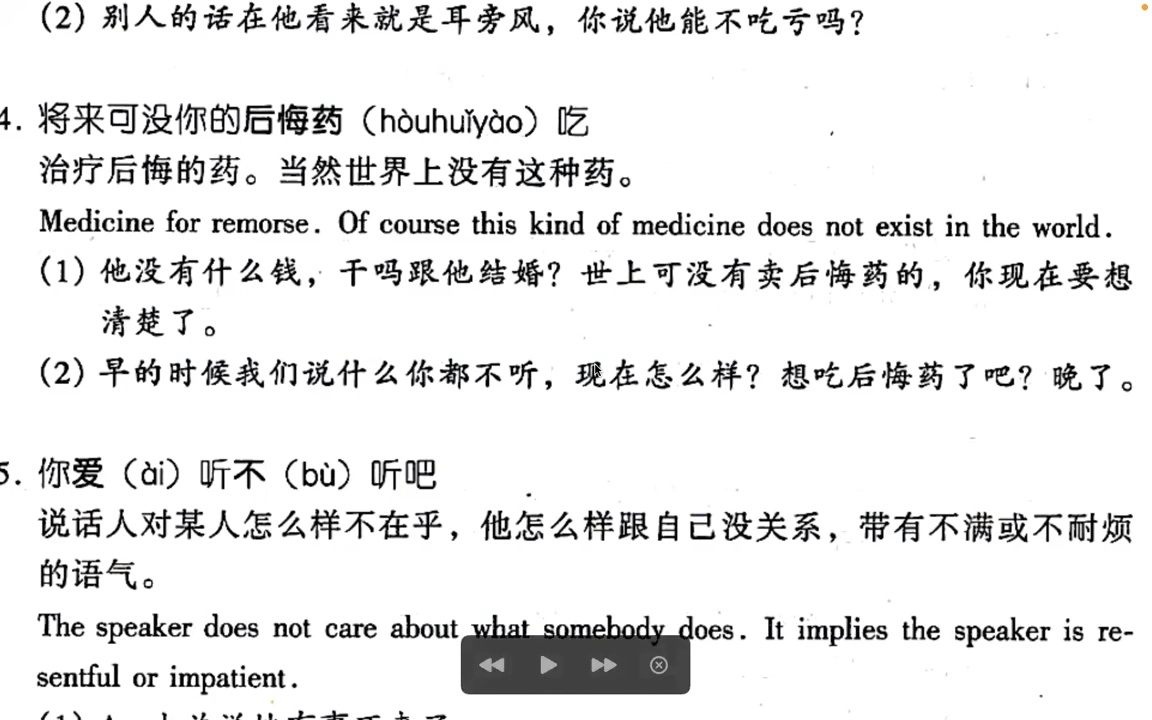 (2) 别人的话在他看来就是耳旁风，你说他能不吃亏吗？
4. 将来可没你的后悔药（hòuhuǐyào）吃
治疗后悔的药。当然世界上没有这种药。
Medicine for remorse. Of course this kind of medicine does not exist in the world.
(1) 他没有什么钱，干吗跟他结婚？世上可没有卖后悔药的，你现在要想
清楚了。
(2) 早的时候我们说什么你都不听，现在怎么样？想吃后悔药了吧？晚了。
5. 你爱（ài）听不（bù）听吧
说话人对某人怎么样不在乎，他怎么样跟自己没关系，带有不满或不耐烦
的语气。
The speaker does not care about what somebody does. It implies the speaker is re-
sentful or impatient.